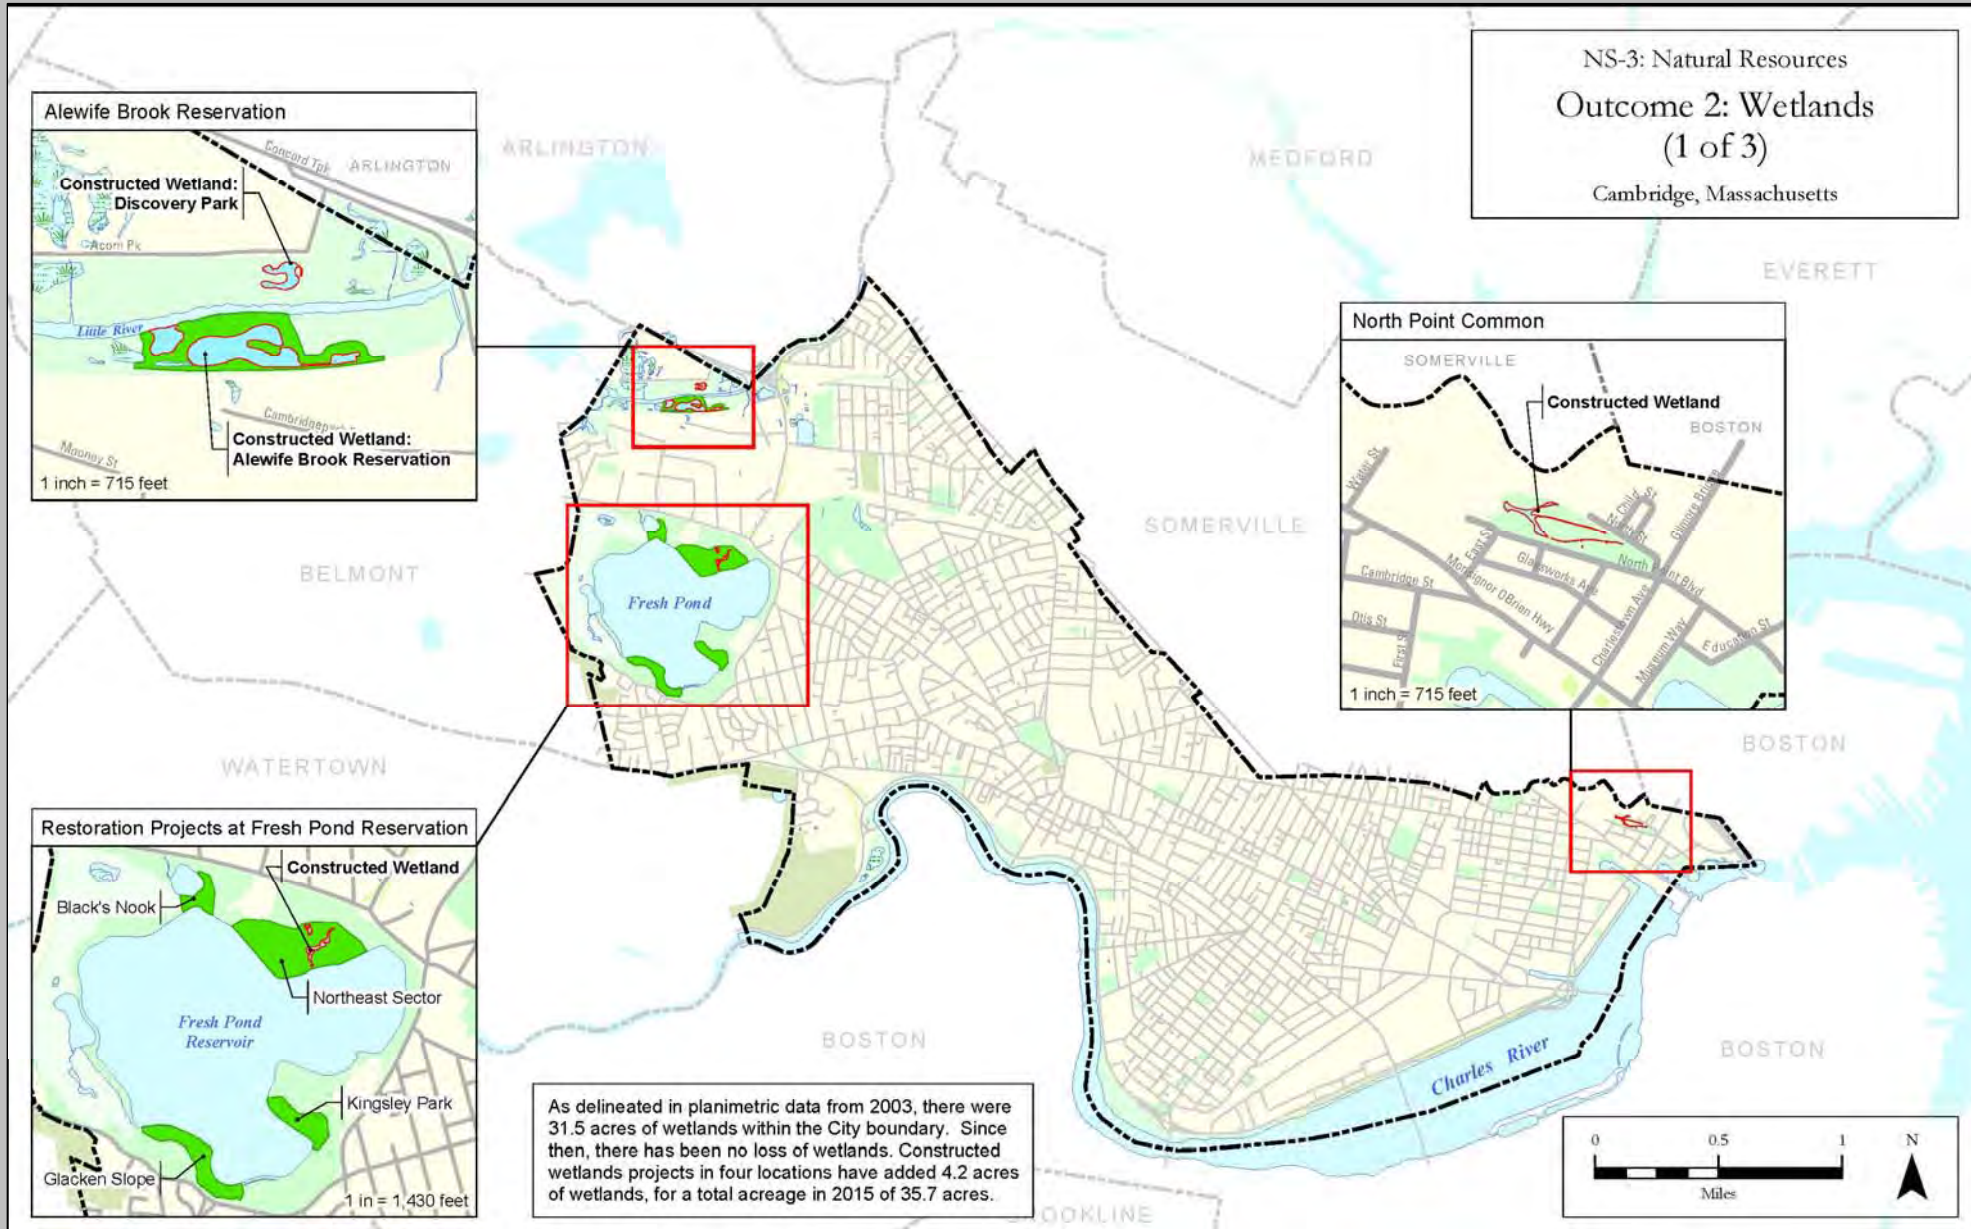 NS-3: Natural Resources
Outcome 2: Wetlands
(1 of 3)
Cambridge, Massachusetts
Alewife Brook Reservation
Concord Tpk
ARLINGTON
Constructed Wetland:
Discovery Park
Acorn Pk
Little River
Constructed Wetland:
Alewife Brook Reservation
Mooney St
1 inch = 715 feet
ARLINGTON
MEDFORD
EVERETT
North Point Common
SOMERVILLE
Constructed Wetland
BOSTON
Water St
Child St
East St
Glassworks Ave
North Point Blvd
Gilmore Bridge
Cambridge St
Monsignor OBrien Hwy
Otis St
First St
Charlestown Ave
Museum Way
Education St
1 inch = 715 feet
SOMERVILLE
BELMONT
Fresh Pond
WATERTOWN
BOSTON
Restoration Projects at Fresh Pond Reservation
Constructed Wetland
Black's Nook
Northeast Sector
Fresh Pond
Reservoir
Kingsley Park
Glacken Slope
1 in = 1,430 feet
BOSTON
Charles River
BOSTON
As delineated in planimetric data from 2003, there were
31.5 acres of wetlands within the City boundary. Since
then, there has been no loss of wetlands. Constructed
wetlands projects in four locations have added 4.2 acres
of wetlands, for a total acreage in 2015 of 35.7 acres.
0 0.5 1
Miles
N